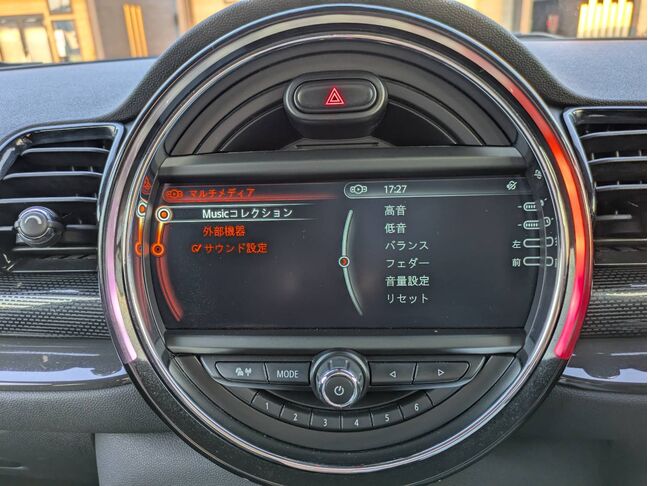 マルチメディア
17:27
Musicコレクション
外部機器
サウンド設定
高音
低音
バランス
左
フェダー
前
音量設定
リセット
MODE
1
2
3
4
5
6